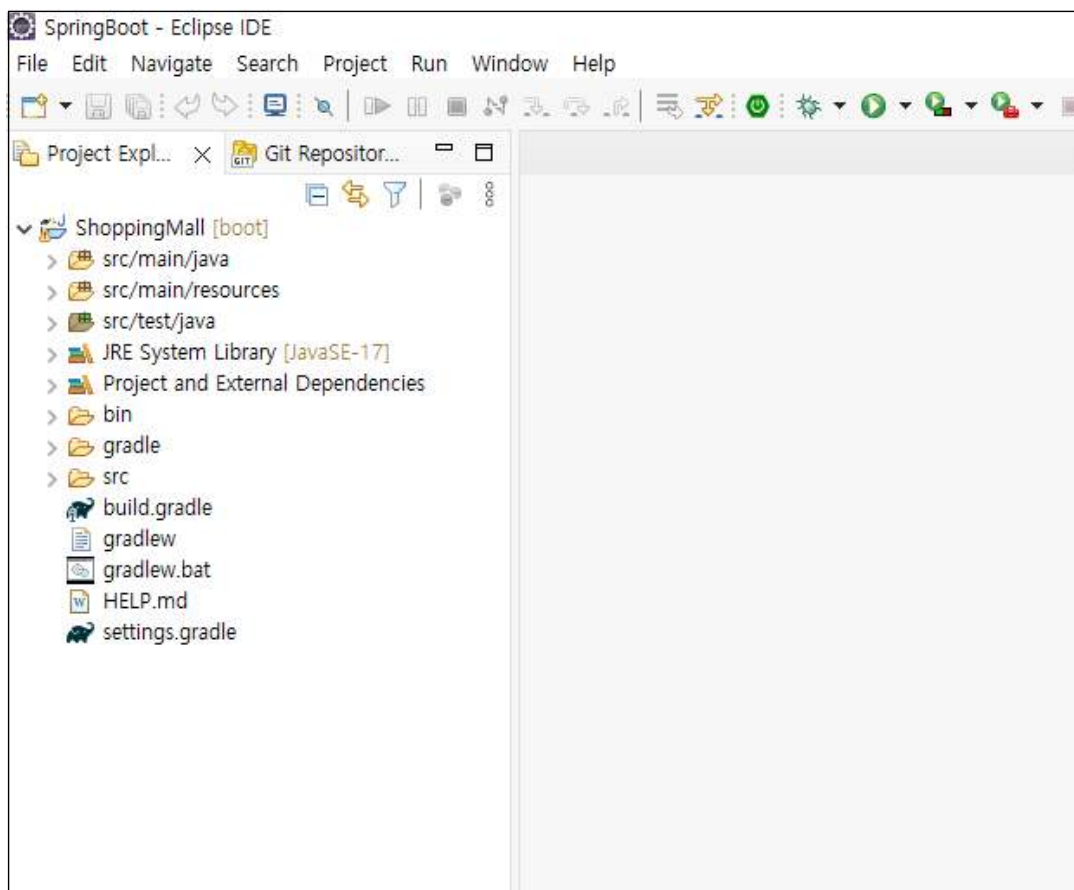 SpringBoot - Eclipse IDE
File Edit Navigate Search Project Run Window Help
Project Expl... Git Repositor...
ShoppingMall [boot]
src/main/java
src/main/resources
src/test/java
JRE System Library [JavaSE-17]
Project and External Dependencies
bin
gradle
src
build.gradle
gradlew
gradlew.bat
HELP.md
settings.gradle